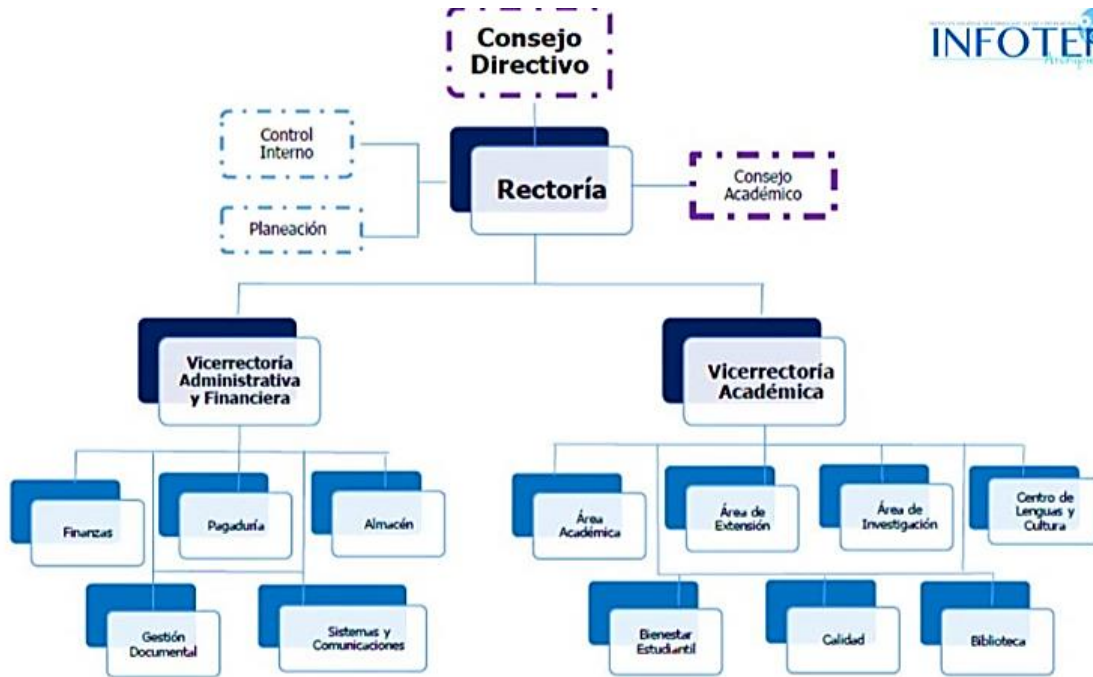 Consejo
Directivo
INFOTEP
Control
Interno
Rectoría
Consejo
Académico
Planeación
Vicerrectoría
Administrativa
y Financiera
Vicerrectoría
Académica
Finanzas
Pagaduría
Almacén
Área
Académica
Área de
Extensión
Área de
Investigación
Centro de
Lenguas y
Cultura
Gestión
Documental
Sistemas y
Comunicaciones
Bienestar
Estudiantil
Calidad
Biblioteca